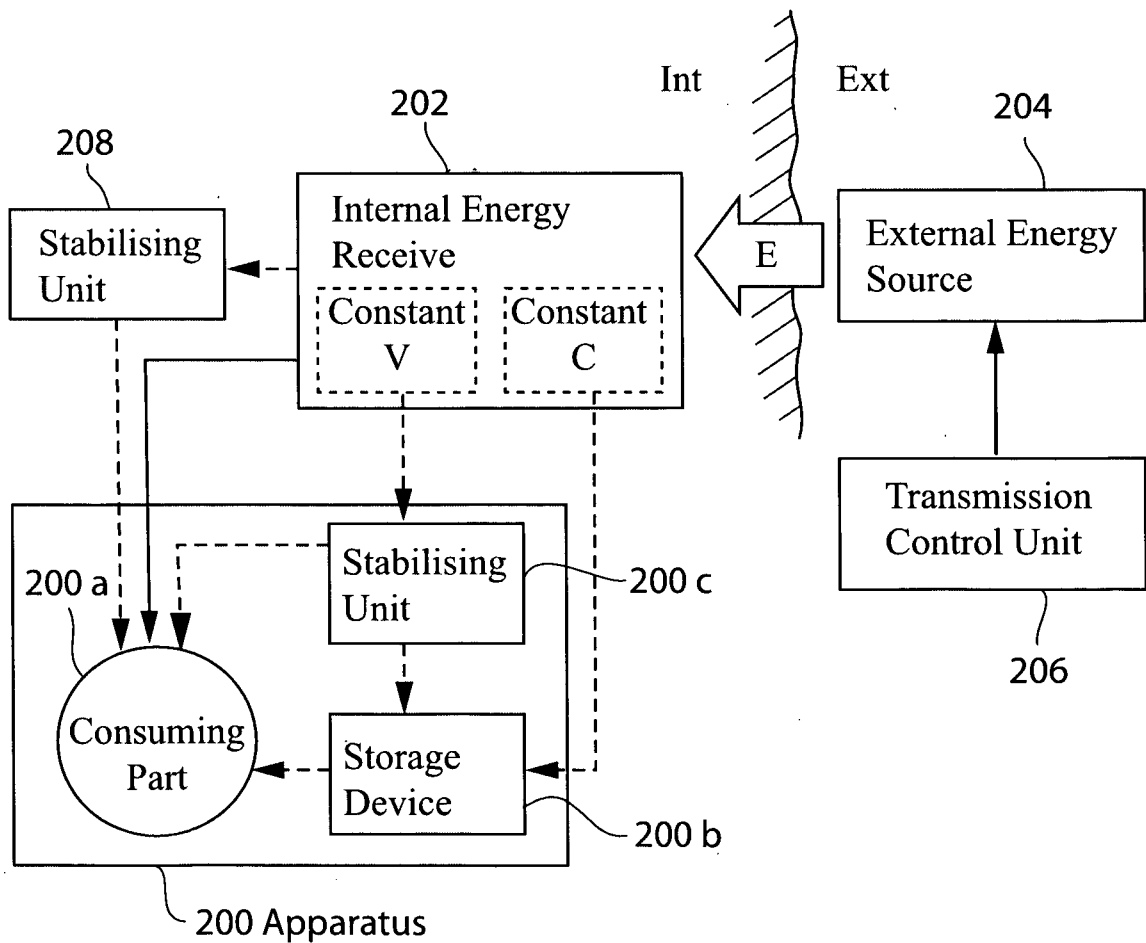 Int
Ext
202
204
208
Internal Energy
Receive
External Energy
Source
Stabilising
Unit
E
Constant
V
Constant
C
Transmission
Control Unit
200 a
Stabilising
Unit
200 c
206
Consuming
Part
Storage
Device
200 b
200 Apparatus